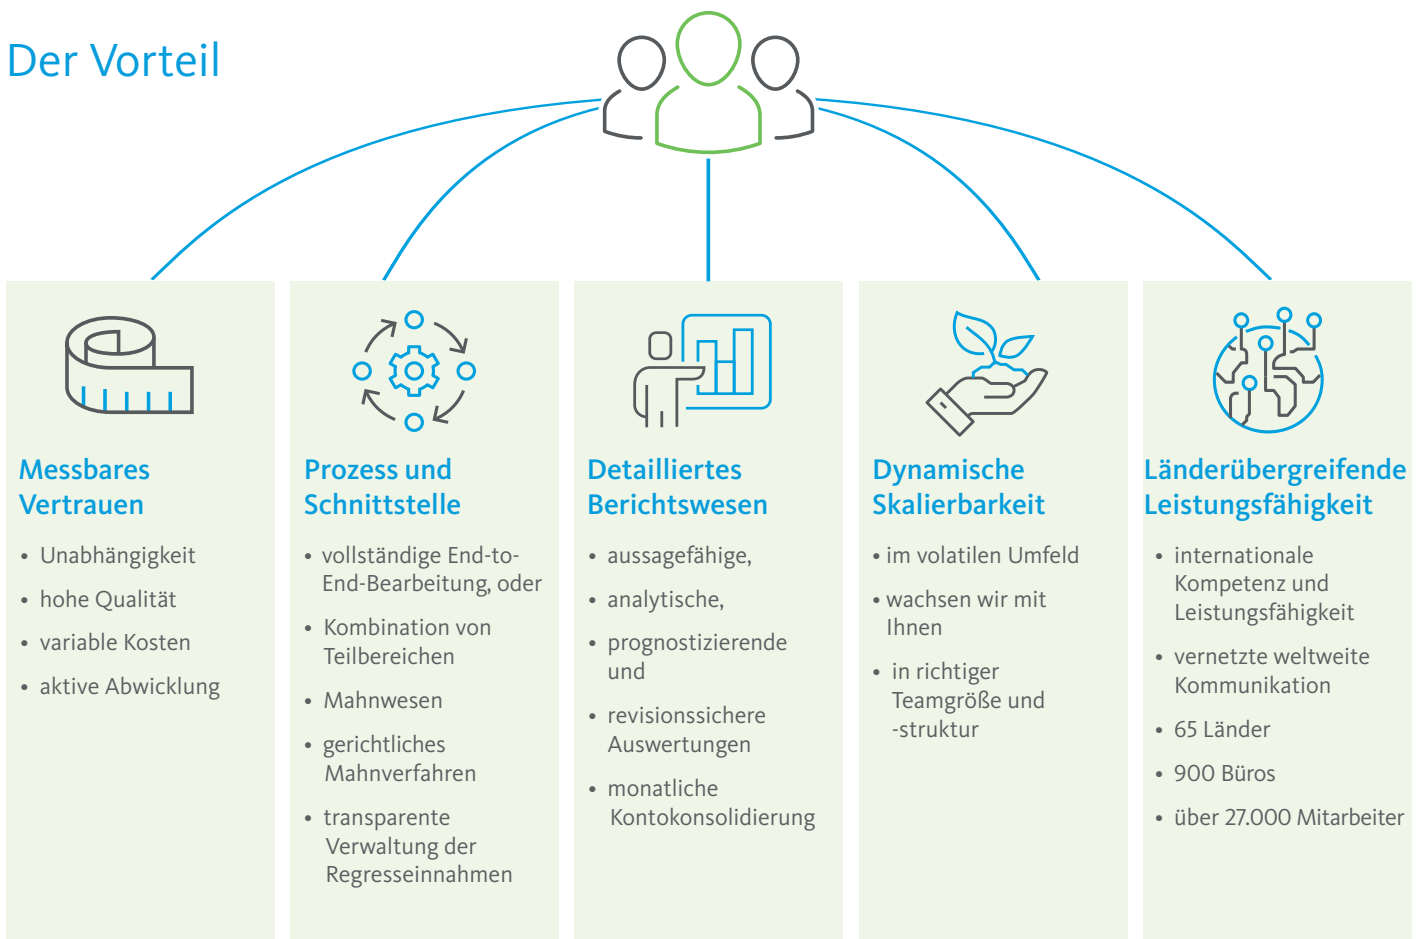 Der Vorteil
Messbares
Vertrauen
• Unabhängigkeit
• hohe Qualität
• variable Kosten
• aktive Abwicklung
Prozess und
Schnittstelle
• vollständige End-to-
End-Bearbeitung, oder
• Kombination von
Teilbereichen
• Mahnwesen
• gerichtliches
Mahnverfahren
• transparente
Verwaltung der
Regresseinnahmen
Detailliertes
Berichtswesen
• aussagefähige,
• analytische,
• prognostizierende
und
• revisionssichere
Auswertungen
• monatliche
Kontokonsolidierung
Dynamische
Skalierbarkeit
• im volatilen Umfeld
• wachsen wir mit
Ihnen
• in richtiger
Teamgröße und
-struktur
Länderübergreifende
Leistungsfähigkeit
• internationale
Kompetenz und
Leistungsfähigkeit
• vernetzte weltweite
Kommunikation
• 65 Länder
• 900 Büros
• über 27.000 Mitarbeiter